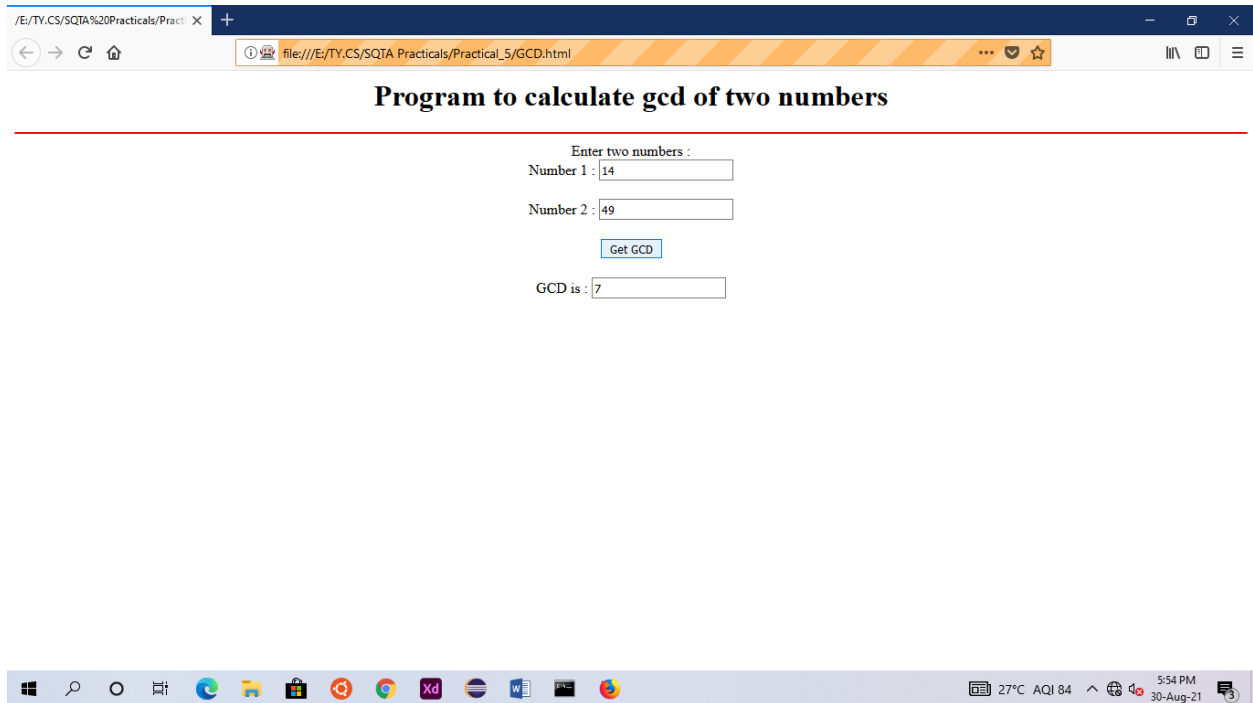 /E:/TY.CS/SQTA%20Practicals/Practi
file:///E:/TY.CS/SQTA Practicals/Practical_5/GCD.html
Program to calculate gcd of two numbers
Enter two numbers :
Number 1 : 14
Number 2 : 49
Get GCD
GCD is : 7
Xd
W
27°C AQI 84
5:54 PM
30-Aug-21
3